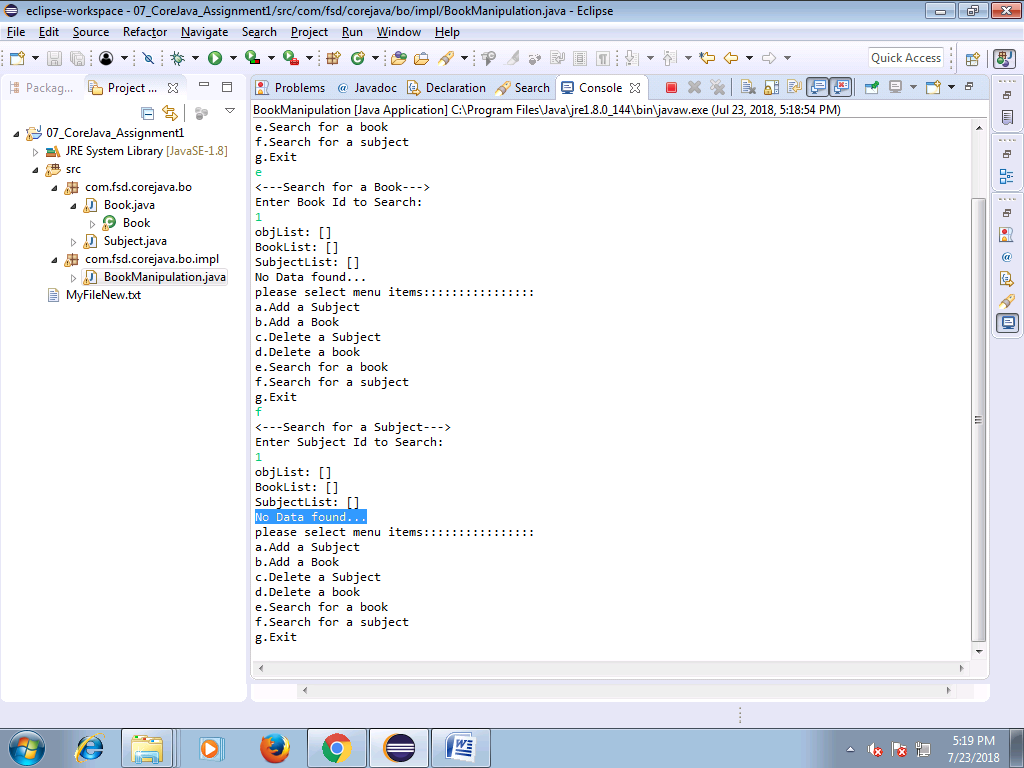 eclipse-workspace - 07_CoreJava_Assignment1/src/com/fsd/corejava/bo/impl/BookManipulation.java - Eclipse
File Edit Source Refactor Navigate Search Project Run Window Help
Quick Access
Packag...
Project ...
Problems @ Javadoc Declaration Search Console
07_CoreJava_Assignment1
JRE System Library [JavaSE-1.8]
src
com.fsd.corejava.bo
Book.java
Book
Subject.java
com.fsd.corejava.bo.impl
BookManipulation.java
MyFileNew.txt
BookManipulation [Java Application] C:\Program Files\Java\jre1.8.0_144\bin\javaw.exe (Jul 23, 2018, 5:18:54 PM)
e.Search for a book
f.Search for a subject
g.Exit
e
<---Search for a Book--->
Enter Book Id to Search:
1
objList: []
BookList: []
SubjectList: []
No Data found...
please select menu items::::::::::::::::
a.Add a Subject
b.Add a Book
c.Delete a Subject
d.Delete a book
e.Search for a book
f.Search for a subject
g.Exit
f
<---Search for a Subject--->
Enter Subject Id to Search:
1
objList: []
BookList: []
SubjectList: []
No Data found...
please select menu items::::::::::::::::
a.Add a Subject
b.Add a Book
c.Delete a Subject
d.Delete a book
e.Search for a book
f.Search for a subject
g.Exit
5:19 PM
7/23/2018